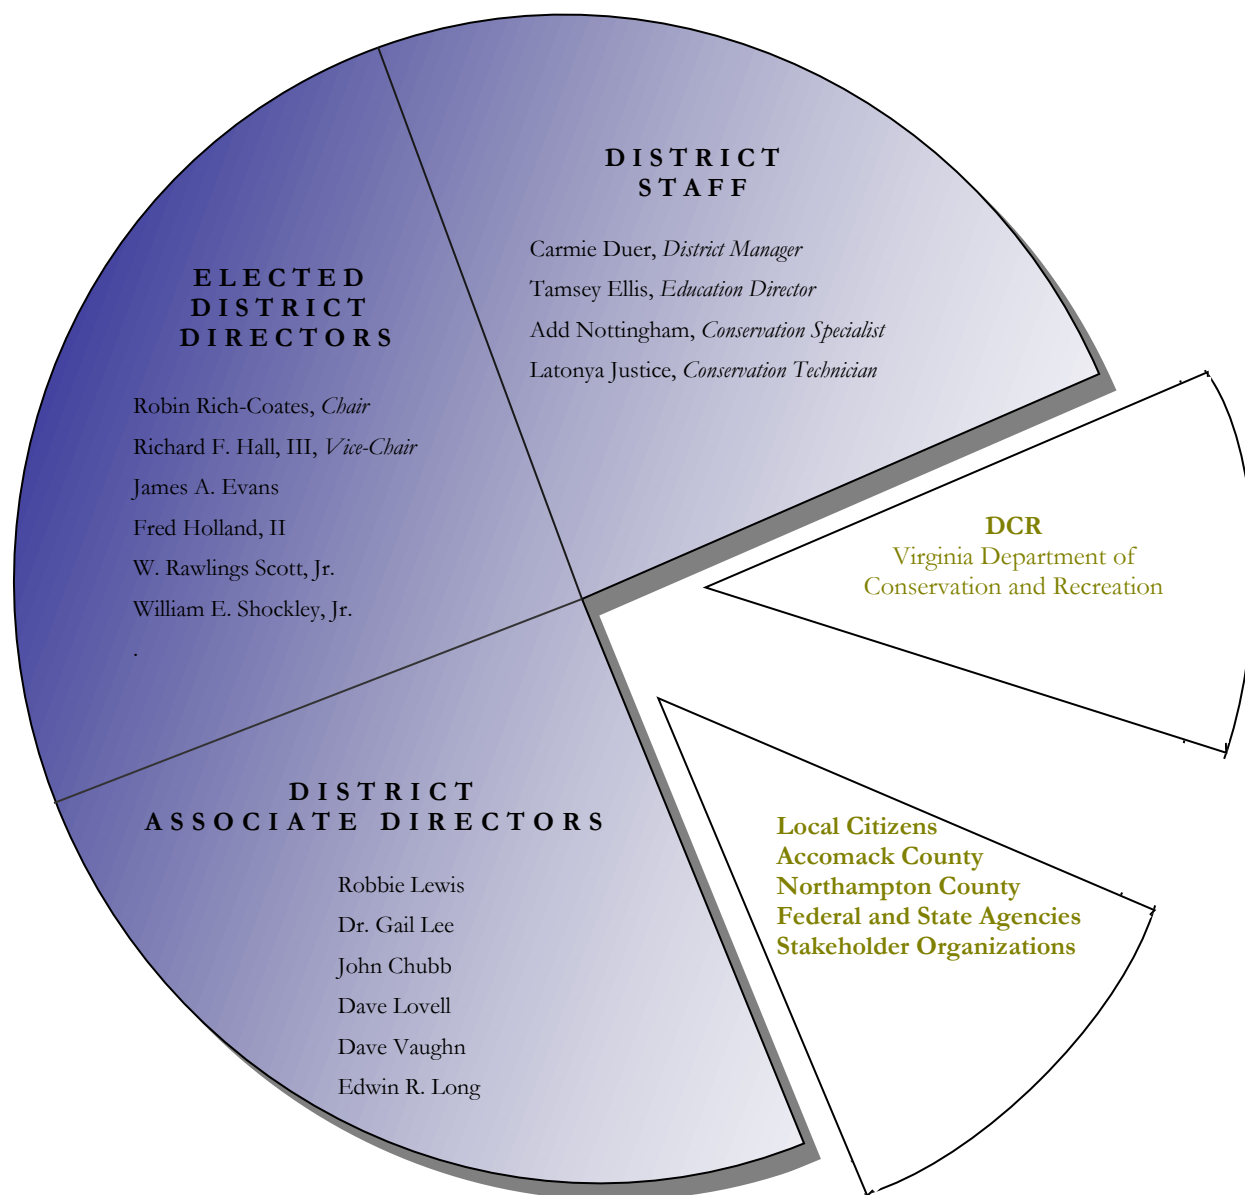 DISTRICT
STAFF
Carmie Duer, District Manager
Tamsey Ellis, Education Director
Add Nottingham, Conservation Specialist
Latonya Justice, Conservation Technician
ELECTED
DISTRICT
DIRECTORS
Robin Rich-Coates, Chair
Richard F. Hall, III, Vice-Chair
James A. Evans
Fred Holland, II
W. Rawlings Scott, Jr.
William E. Shockley, Jr.
.
DCR
Virginia Department of
Conservation and Recreation
DISTRICT
ASSOCIATE DIRECTORS
Robbie Lewis
Dr. Gail Lee
John Chubb
Dave Lovell
Dave Vaughn
Edwin R. Long
Local Citizens
Accomack County
Northampton County
Federal and State Agencies
Stakeholder Organizations